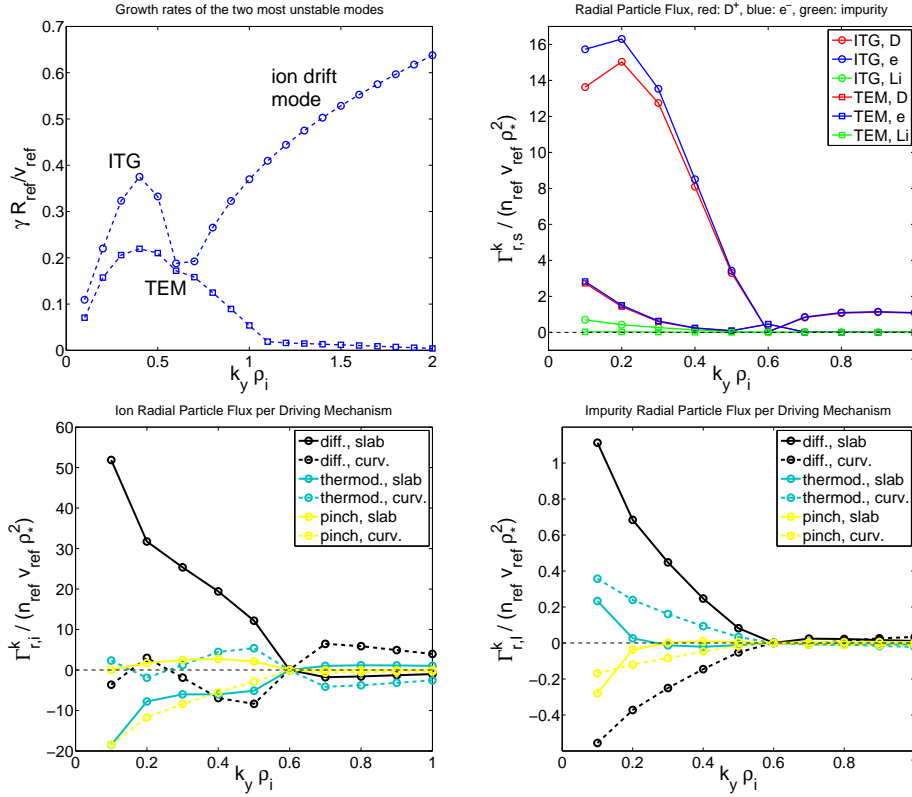 Growth rates of the two most unstable modes
0.7
0.6
0.5
0.4
0.3
0.2
0.1
0
γ R_ref/v_ref
ITG
TEM
ion drift
mode
0 0.5 1 1.5 2
k_y ρ_i
Radial Particle Flux, red: D⁺, blue: e⁻, green: impurity
16
14
12
10
8
6
4
2
0
Γ^k_r,s / (n_ref v_ref ρ_*^2)
ITG, D
ITG, e
ITG, Li
TEM, D
TEM, e
TEM, Li
0 0.2 0.4 0.6 0.8 1
k_y ρ_i
Ion Radial Particle Flux per Driving Mechanism
60
50
40
30
20
10
0
−10
−20
Γ^k_r,i / (n_ref v_ref ρ_*^2)
diff., slab
diff., curv.
thermod., slab
thermod., curv.
pinch, slab
pinch, curv.
0 0.2 0.4 0.6 0.8 1
k_y ρ_i
Impurity Radial Particle Flux per Driving Mechanism
1
0.8
0.6
0.4
0.2
0
−0.2
−0.4
−0.6
Γ^k_r,I / (n_ref v_ref ρ_*^2)
diff., slab
diff., curv.
thermod., slab
thermod., curv.
pinch, slab
pinch, curv.
0 0.2 0.4 0.6 0.8 1
k_y ρ_i